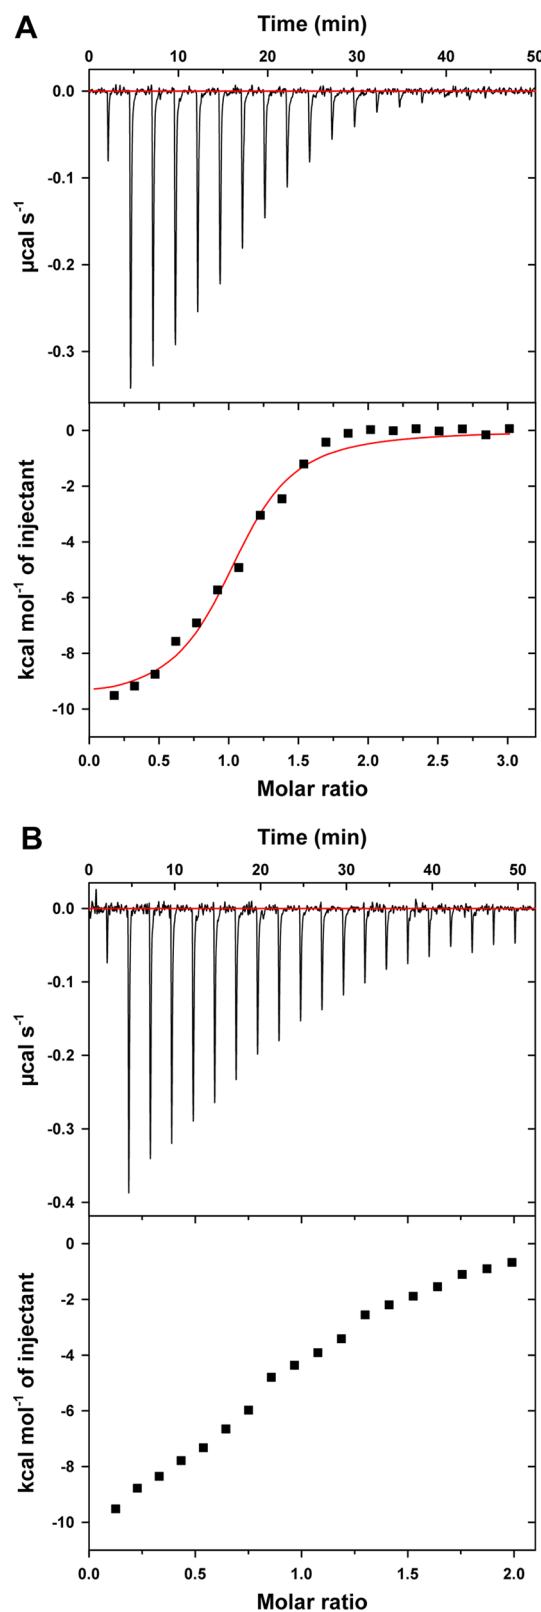 A
Time (min)
0 10 20 30 40 50
0.0
-0.1
-0.2
-0.3
µcal s-1
0
-2
-4
-6
-8
-10
kcal mol-1 of injectant
0.0 0.5 1.0 1.5 2.0 2.5 3.0
Molar ratio
B
Time (min)
0 10 20 30 40 50
0.0
-0.1
-0.2
-0.3
-0.4
µcal s-1
0
-2
-4
-6
-8
-10
kcal mol-1 of injectant
0.0 0.5 1.0 1.5 2.0
Molar ratio